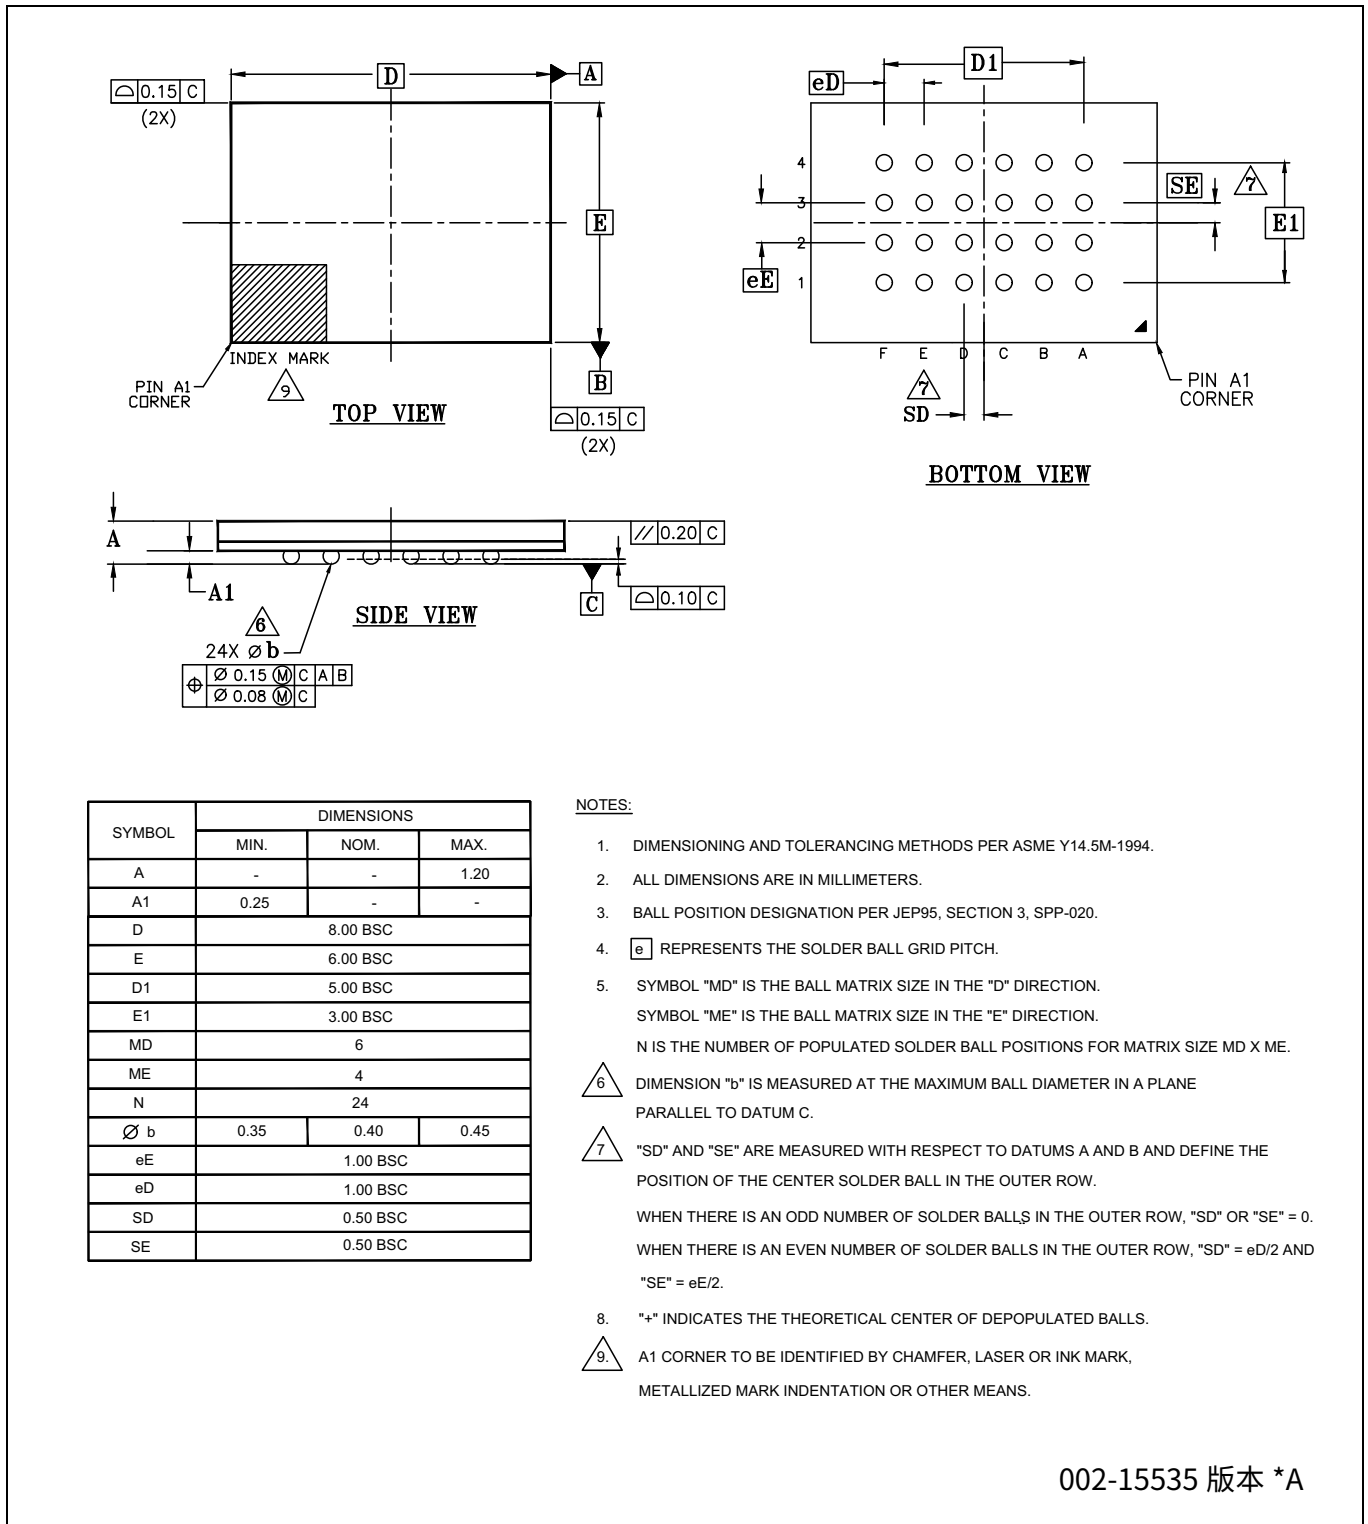 D
A
0.15 C
(2X)
E
INDEX MARK
9
PIN A1
CORNER
TOP VIEW
B
0.15 C
(2X)
D1
eD
4
3
2
1
SE
7
E1
eE
F E D C B A
7
SD
PIN A1
CORNER
BOTTOM VIEW
A
A1
// 0.20 C
C
0.10 C
SIDE VIEW
6
24X ⌀ b
⌖ ⌀ 0.15 Ⓜ C A B
⌀ 0.08 Ⓜ C
SYMBOL DIMENSIONS
MIN. NOM. MAX.
A - - 1.20
A1 0.25 - -
D 8.00 BSC
E 6.00 BSC
D1 5.00 BSC
E1 3.00 BSC
MD 6
ME 4
N 24
⌀ b 0.35 0.40 0.45
eE 1.00 BSC
eD 1.00 BSC
SD 0.50 BSC
SE 0.50 BSC
NOTES:
1. DIMENSIONING AND TOLERANCING METHODS PER ASME Y14.5M-1994.
2. ALL DIMENSIONS ARE IN MILLIMETERS.
3. BALL POSITION DESIGNATION PER JEP95, SECTION 3, SPP-020.
4. e REPRESENTS THE SOLDER BALL GRID PITCH.
5. SYMBOL "MD" IS THE BALL MATRIX SIZE IN THE "D" DIRECTION.
SYMBOL "ME" IS THE BALL MATRIX SIZE IN THE "E" DIRECTION.
N IS THE NUMBER OF POPULATED SOLDER BALL POSITIONS FOR MATRIX SIZE MD X ME.
6 DIMENSION "b" IS MEASURED AT THE MAXIMUM BALL DIAMETER IN A PLANE
PARALLEL TO DATUM C.
7 "SD" AND "SE" ARE MEASURED WITH RESPECT TO DATUMS A AND B AND DEFINE THE
POSITION OF THE CENTER SOLDER BALL IN THE OUTER ROW.
WHEN THERE IS AN ODD NUMBER OF SOLDER BALLS IN THE OUTER ROW, "SD" OR "SE" = 0.
WHEN THERE IS AN EVEN NUMBER OF SOLDER BALLS IN THE OUTER ROW, "SD" = eD/2 AND
"SE" = eE/2.
8. "+" INDICATES THE THEORETICAL CENTER OF DEPOPULATED BALLS.
9. A1 CORNER TO BE IDENTIFIED BY CHAMFER, LASER OR INK MARK,
METALLIZED MARK INDENTATION OR OTHER MEANS.
002-15535 版本 *A